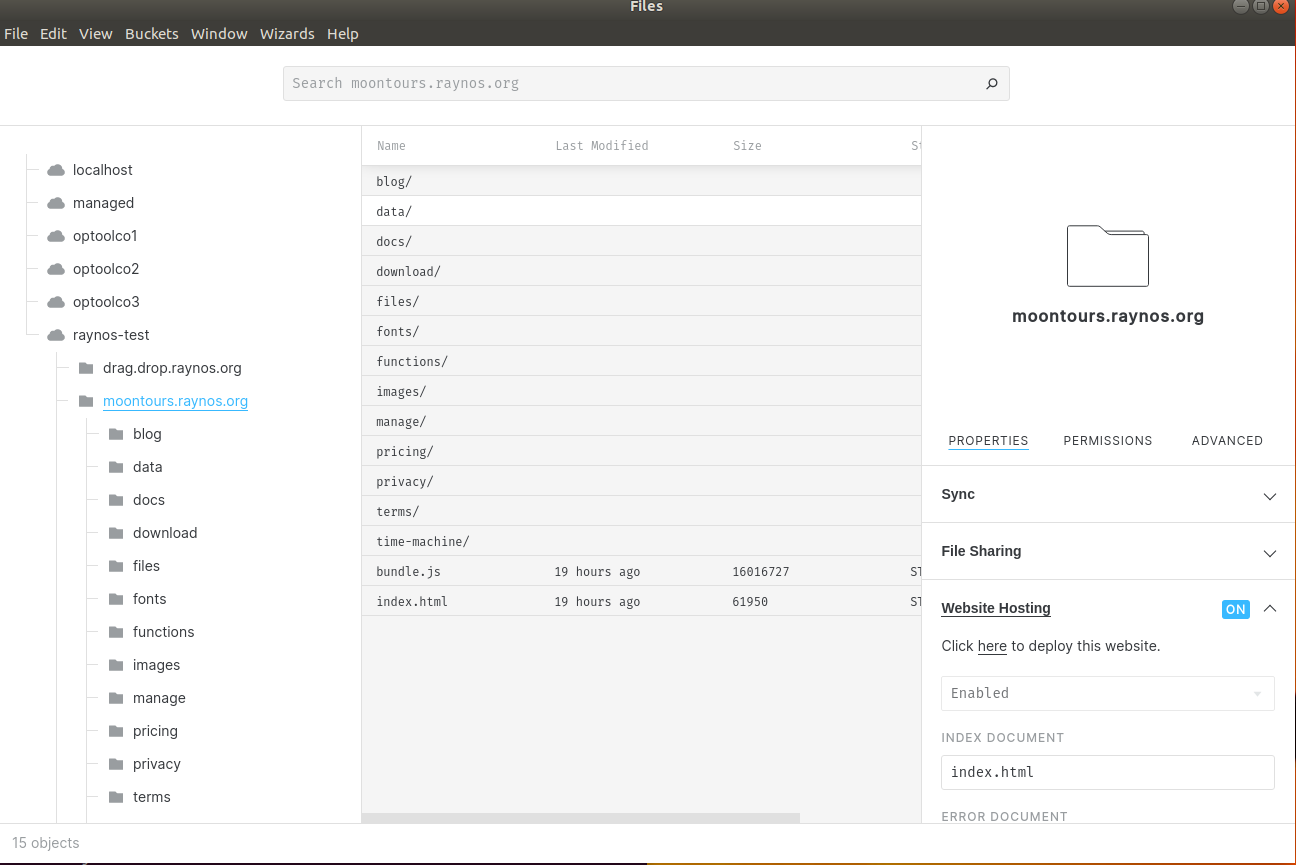 Files
File Edit View Buckets Window Wizards Help
Search moontours.raynos.org
localhost
managed
optoolco1
optoolco2
optoolco3
raynos-test
drag.drop.raynos.org
moontours.raynos.org
blog
data
docs
download
files
fonts
functions
images
manage
pricing
privacy
terms
Name Last Modified Size
blog/
data/
docs/
download/
files/
fonts/
functions/
images/
manage/
pricing/
privacy/
terms/
time-machine/
bundle.js 19 hours ago 16016727
index.html 19 hours ago 61950
moontours.raynos.org
PROPERTIES PERMISSIONS ADVANCED
Sync
File Sharing
Website Hosting ON
Click here to deploy this website.
Enabled
INDEX DOCUMENT
index.html
ERROR DOCUMENT
15 objects